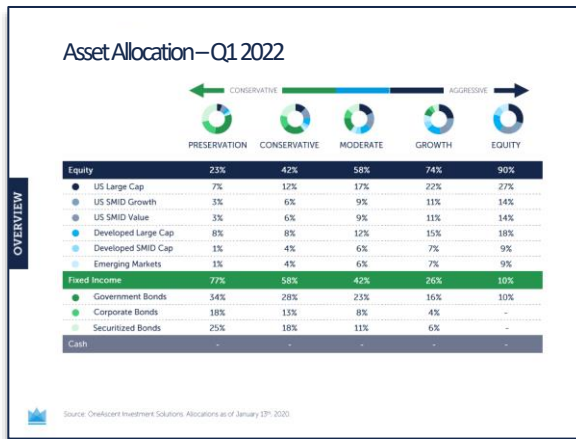 Asset Allocation – Q1 2022
CONSERVATIVE AGGRESSIVE
PRESERVATION CONSERVATIVE MODERATE GROWTH EQUITY
OVERVIEW
Equity 23% 42% 58% 74% 90%
US Large Cap 7% 12% 17% 22% 27%
US SMID Growth 3% 6% 9% 11% 14%
US SMID Value 3% 6% 9% 11% 14%
Developed Large Cap 8% 8% 12% 15% 18%
Developed SMID Cap 1% 4% 6% 7% 9%
Emerging Markets 1% 4% 6% 7% 9%
Fixed Income 77% 58% 42% 26% 10%
Government Bonds 34% 28% 23% 16% 10%
Corporate Bonds 18% 13% 8% 4% -
Securitized Bonds 25% 18% 11% 6% -
Cash - - - - -
Source: OneAscent Investment Solutions. Allocations as of January 13th, 2020.